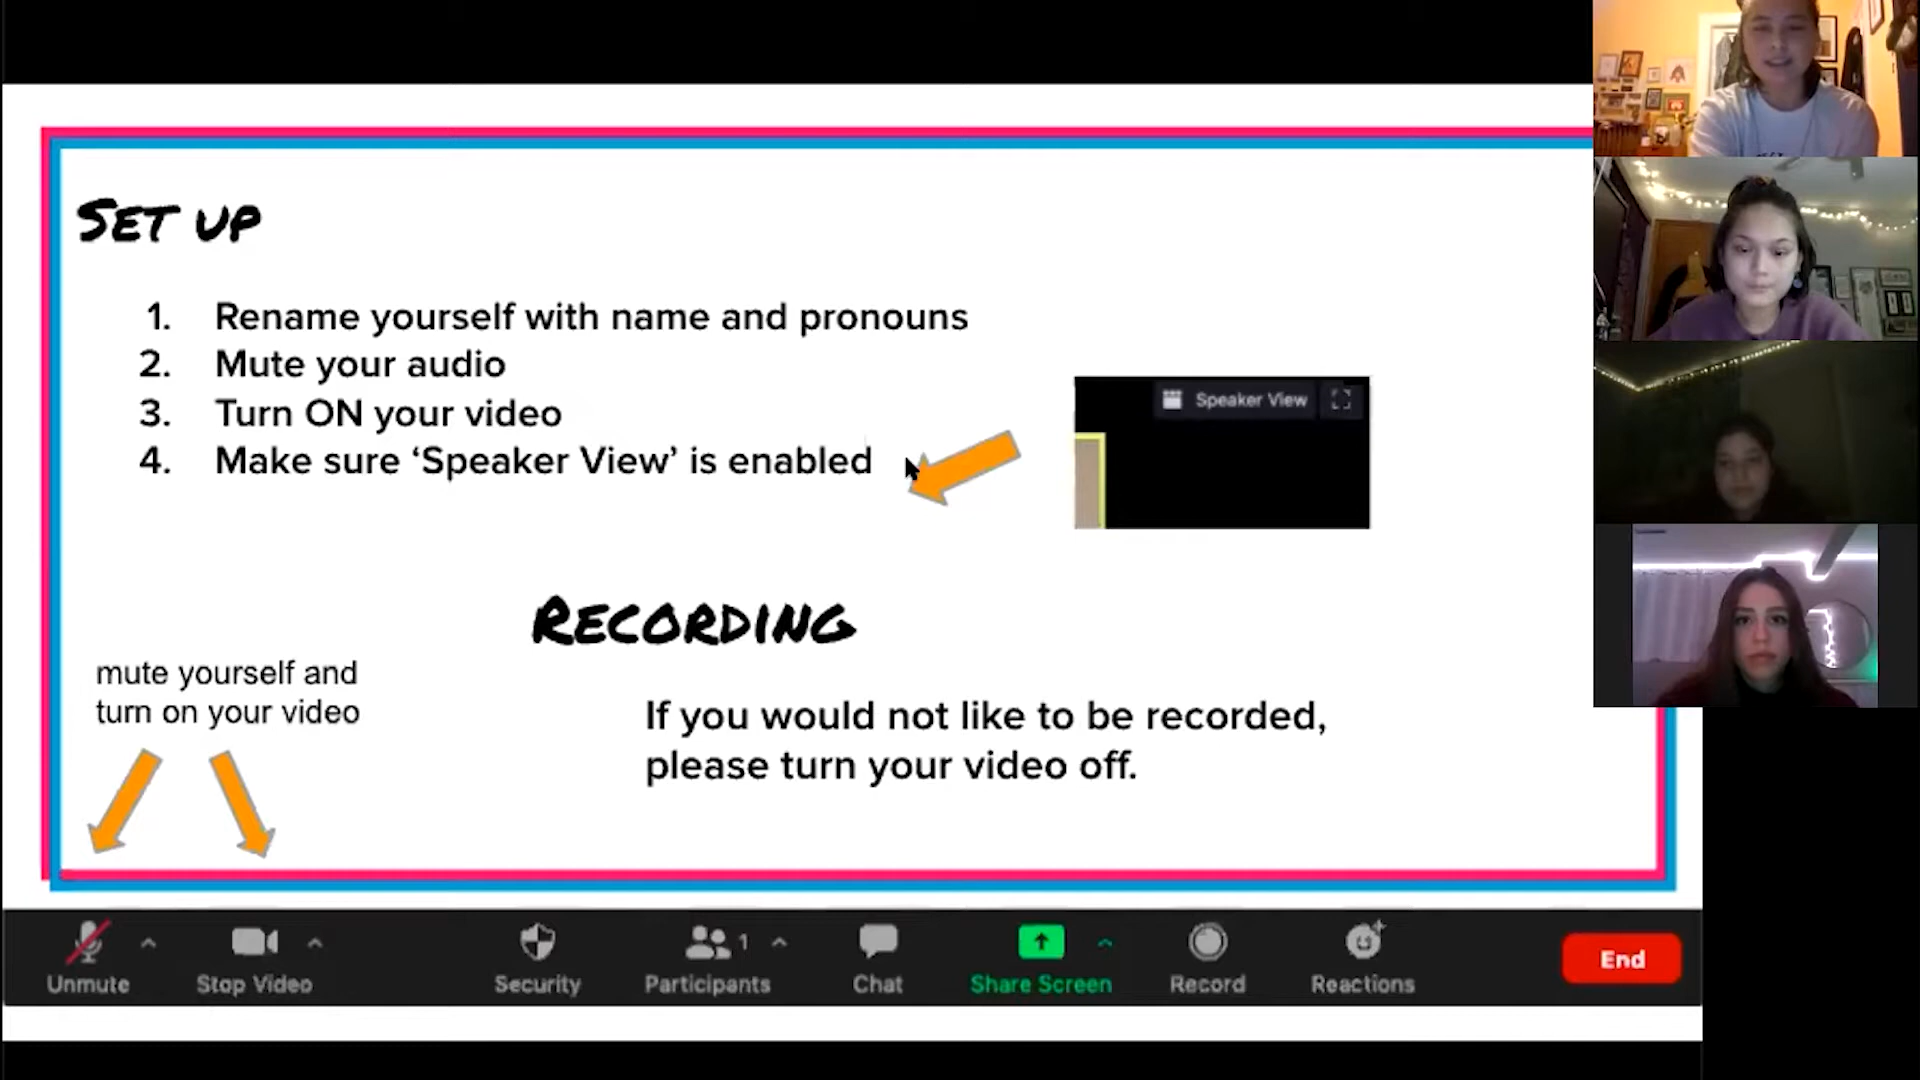 SET UP
1. Rename yourself with name and pronouns
2. Mute your audio
3. Turn ON your video
4. Make sure ‘Speaker View’ is enabled
Speaker View
RECORDING
mute yourself and
turn on your video
If you would not like to be recorded,
please turn your video off.
Unmute
Stop Video
Security
1
Participants
Chat
Share Screen
Record
Reactions
End